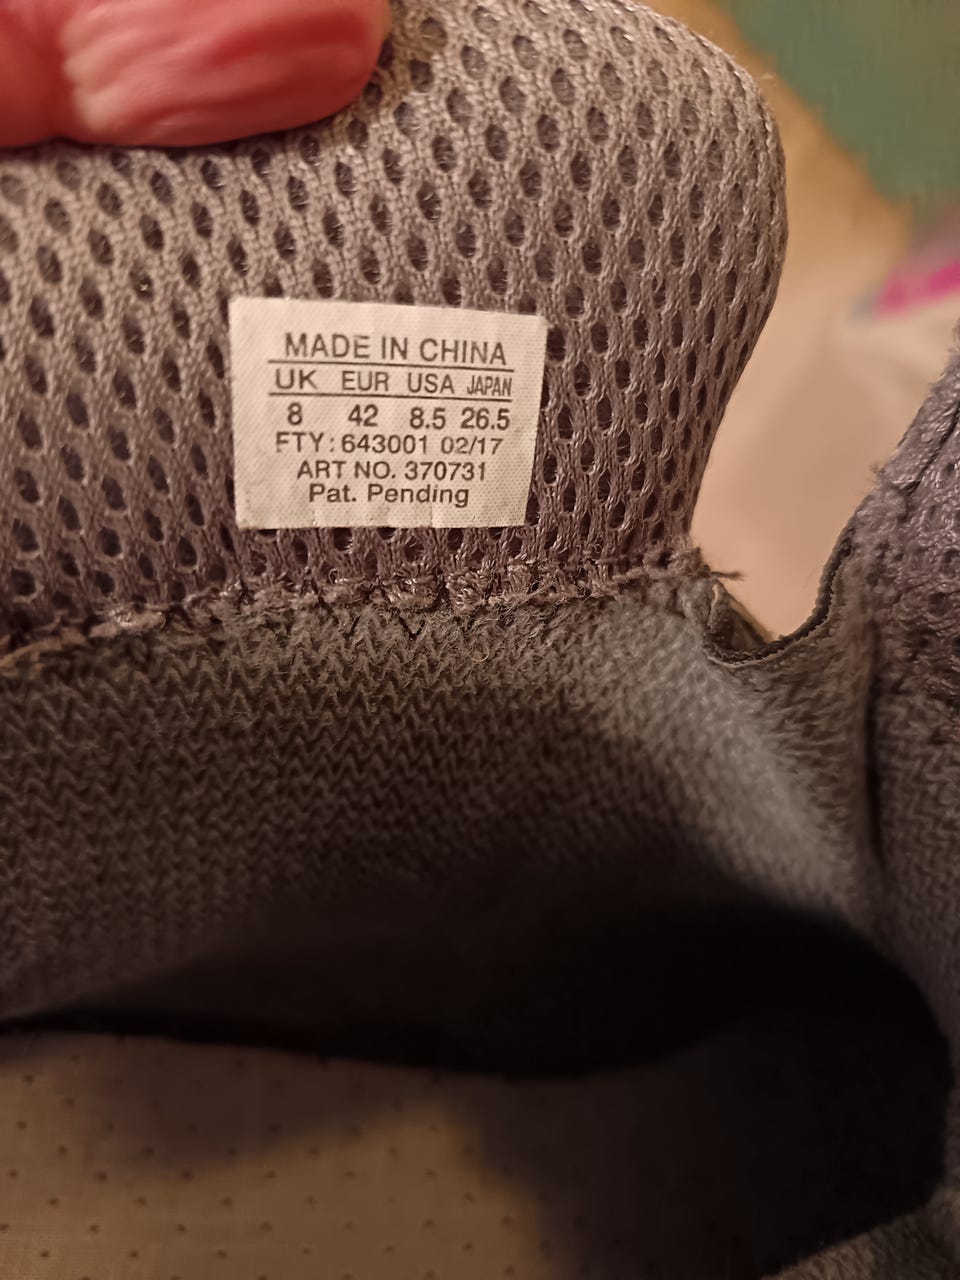 MADE IN CHINA
UK EUR USA JAPAN
8 42 8.5 26.5
FTY: 643001 02/17
ART NO. 370731
Pat. Pending